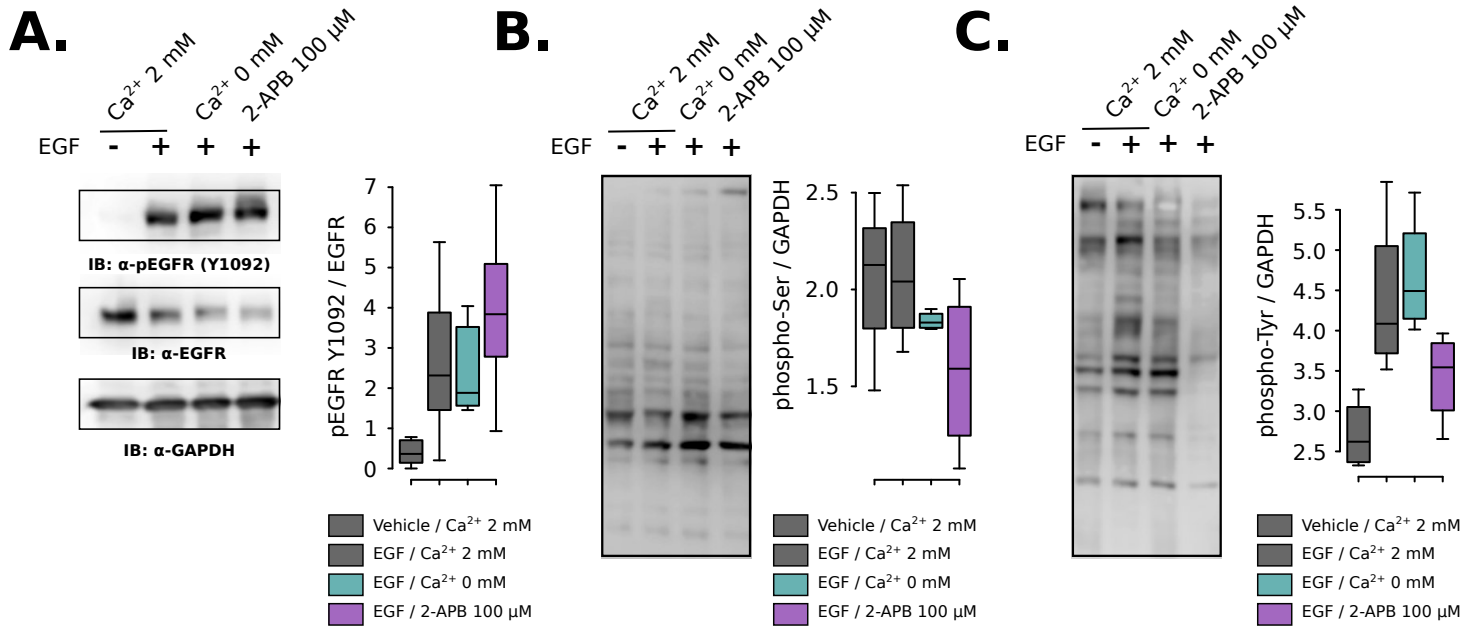 A.
Ca²⁺ 2 mM
Ca²⁺ 0 mM
2-APB 100 µM
EGF - + + +
IB: α-pEGFR (Y1092)
IB: α-EGFR
IB: α-GAPDH
pEGFR Y1092 / EGFR
7
6
5
4
3
2
1
0
Vehicle / Ca²⁺ 2 mM
EGF / Ca²⁺ 2 mM
EGF / Ca²⁺ 0 mM
EGF / 2-APB 100 µM
B.
Ca²⁺ 2 mM
Ca²⁺ 0 mM
2-APB 100 µM
EGF - + + +
phospho-Ser / GAPDH
2.5
2.0
1.5
Vehicle / Ca²⁺ 2 mM
EGF / Ca²⁺ 2 mM
EGF / Ca²⁺ 0 mM
EGF / 2-APB 100 µM
C.
Ca²⁺ 2 mM
Ca²⁺ 0 mM
2-APB 100 µM
EGF - + + +
phospho-Tyr / GAPDH
5.5
5.0
4.5
4.0
3.5
3.0
2.5
Vehicle / Ca²⁺ 2 mM
EGF / Ca²⁺ 2 mM
EGF / Ca²⁺ 0 mM
EGF / 2-APB 100 µM